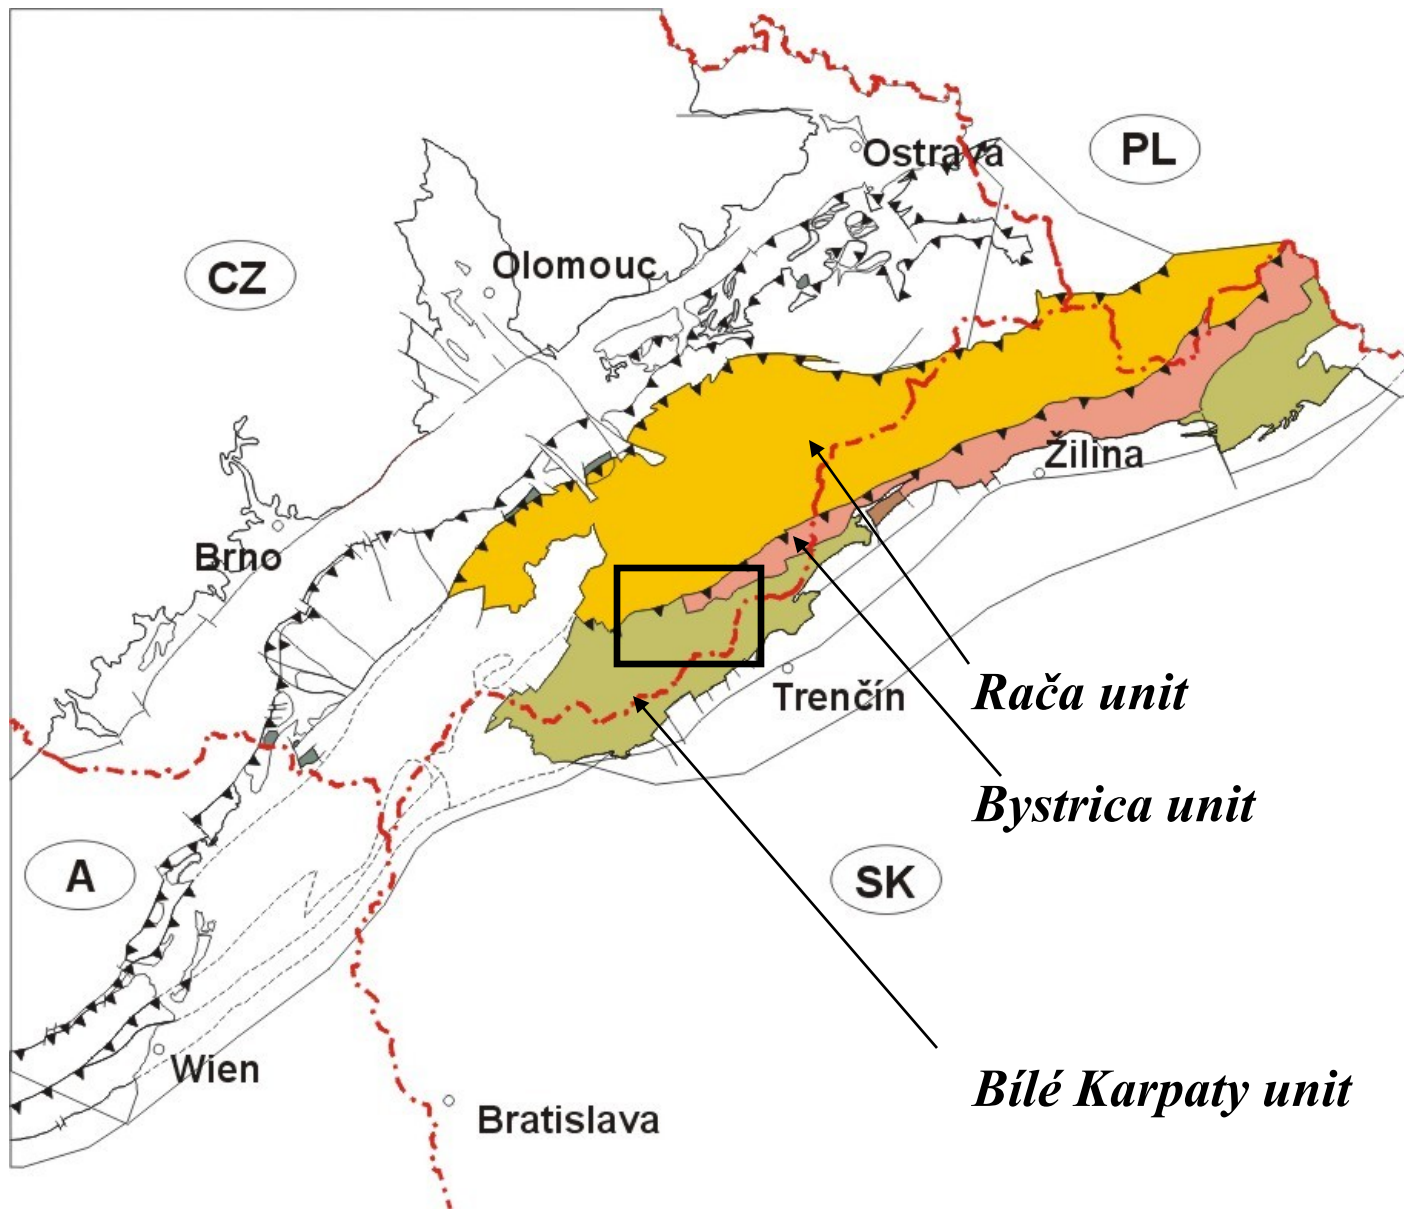 Ostrava
PL
CZ
Olomouc
Žilina
Brno
Trenčín
Rača unit
Bystrica unit
A
SK
Wien
Bílé Karpaty unit
Bratislava